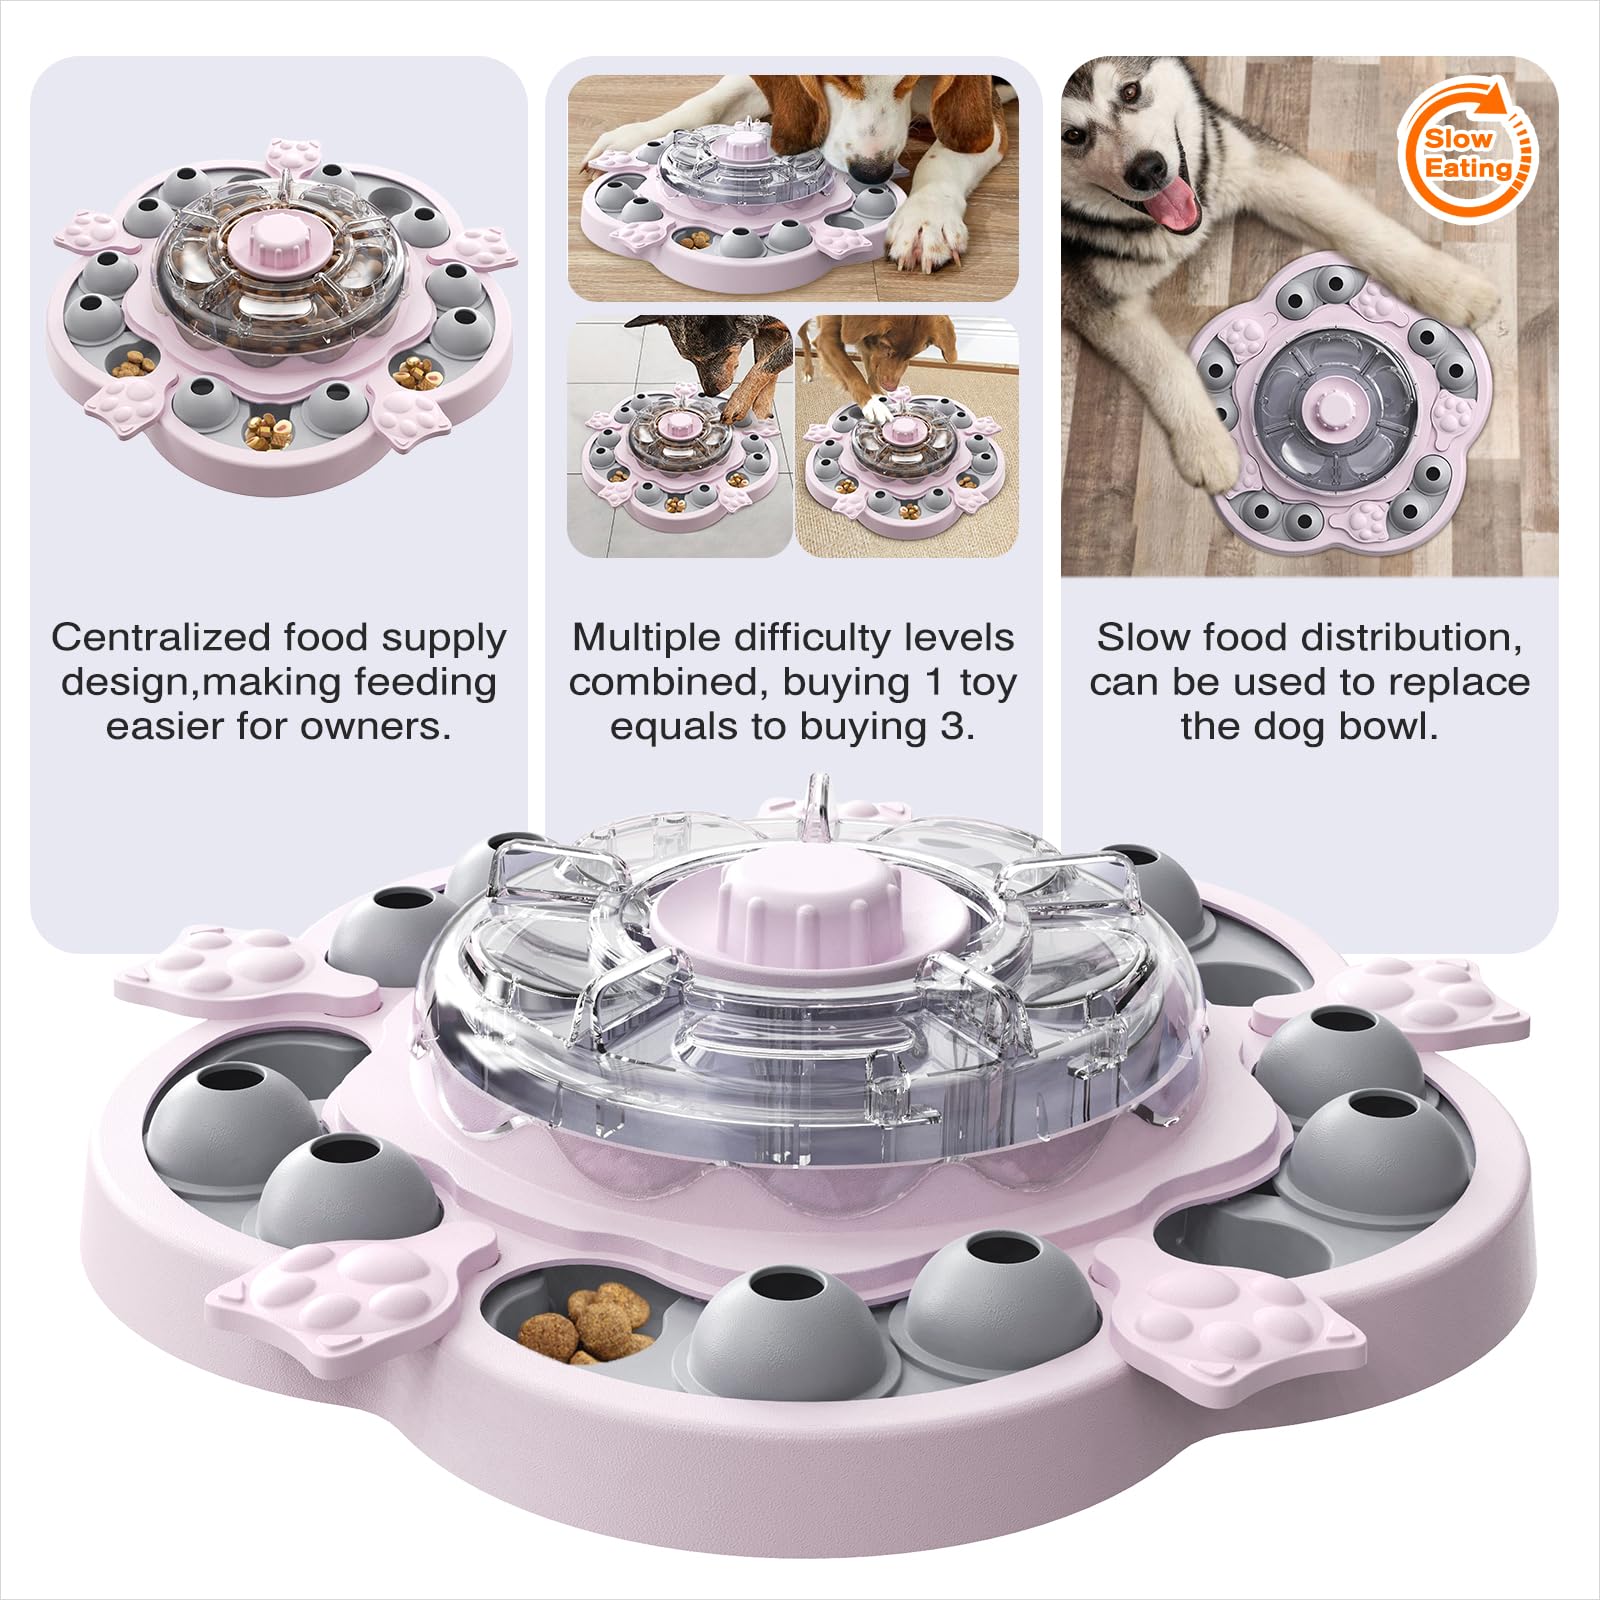 Slow
Eating
Centralized food supply
design,making feeding
easier for owners.
Multiple difficulty levels
combined, buying 1 toy
equals to buying 3.
Slow food distribution,
can be used to replace
the dog bowl.